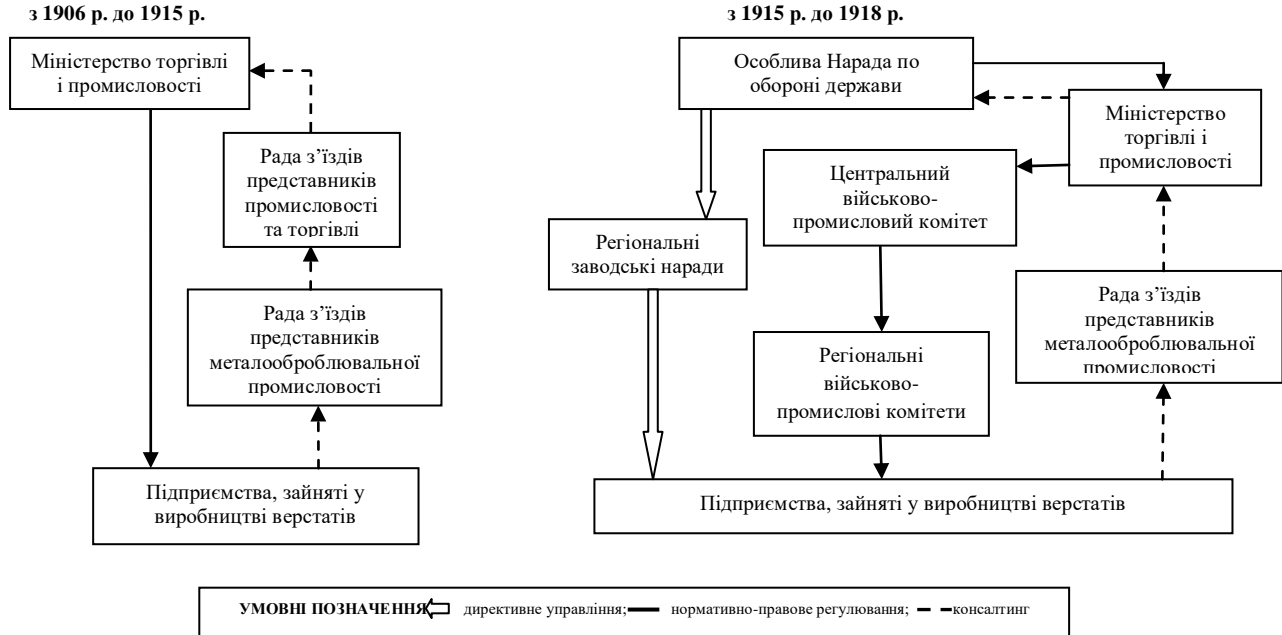 з 1906 р. до 1915 р.
Міністерство торгівлі
і промисловості
Рада з’їздів
представників
промисловості
та торгівлі
Рада з’їздів
представників
металооброблювальної
промисловості
Підприємства, зайняті у
виробництві верстатів
з 1915 р. до 1918 р.
Особлива Нарада по
обороні держави
Міністерство
торгівлі і
промисловості
Центральний
військово-
промисловий комітет
Регіональні
заводські наради
Рада з’їздів
представників
металооброблювальної
промисловості
Регіональні
військово-
промислові комітети
Підприємства, зайняті у виробництві верстатів
УМОВНІ ПОЗНАЧЕННЯ директивне управління; нормативно-правове регулювання; консалтинг